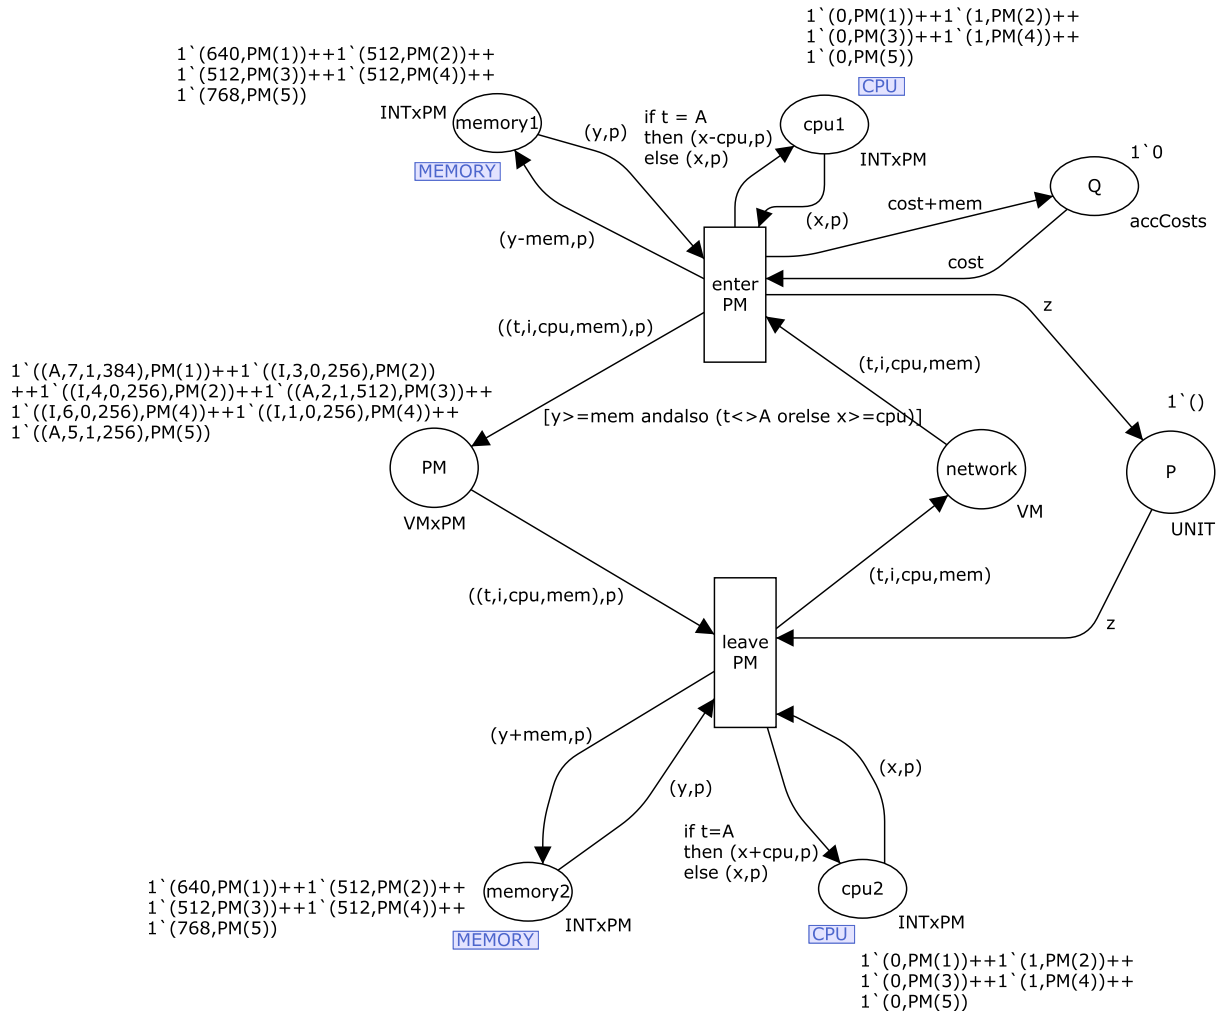 1`(0,PM(1))++1`(1,PM(2))++
1`(0,PM(3))++1`(1,PM(4))++
1`(0,PM(5))
CPU
1`(640,PM(1))++1`(512,PM(2))++
1`(512,PM(3))++1`(512,PM(4))++
1`(768,PM(5))
INTxPM
memory1
MEMORY
(y,p)
if t = A
then (x-cpu,p)
else (x,p)
cpu1
INTxPM
1`0
Q
accCosts
cost+mem
(x,p)
(y-mem,p)
cost
enter
PM
z
((t,i,cpu,mem),p)
(t,i,cpu,mem)
1`((A,7,1,384),PM(1))++1`((I,3,0,256),PM(2))
++1`((I,4,0,256),PM(2))++1`((A,2,1,512),PM(3))++
1`((I,6,0,256),PM(4))++1`((I,1,0,256),PM(4))++
1`((A,5,1,256),PM(5))
[y>=mem andalso (t<>A orelse x>=cpu)]
1`()
PM
VMxPM
network
VM
P
UNIT
((t,i,cpu,mem),p)
(t,i,cpu,mem)
z
leave
PM
(y+mem,p)
(y,p)
(x,p)
if t=A
then (x+cpu,p)
else (x,p)
1`(640,PM(1))++1`(512,PM(2))++
1`(512,PM(3))++1`(512,PM(4))++
1`(768,PM(5))
memory2
INTxPM
MEMORY
cpu2
INTxPM
CPU
1`(0,PM(1))++1`(1,PM(2))++
1`(0,PM(3))++1`(1,PM(4))++
1`(0,PM(5))